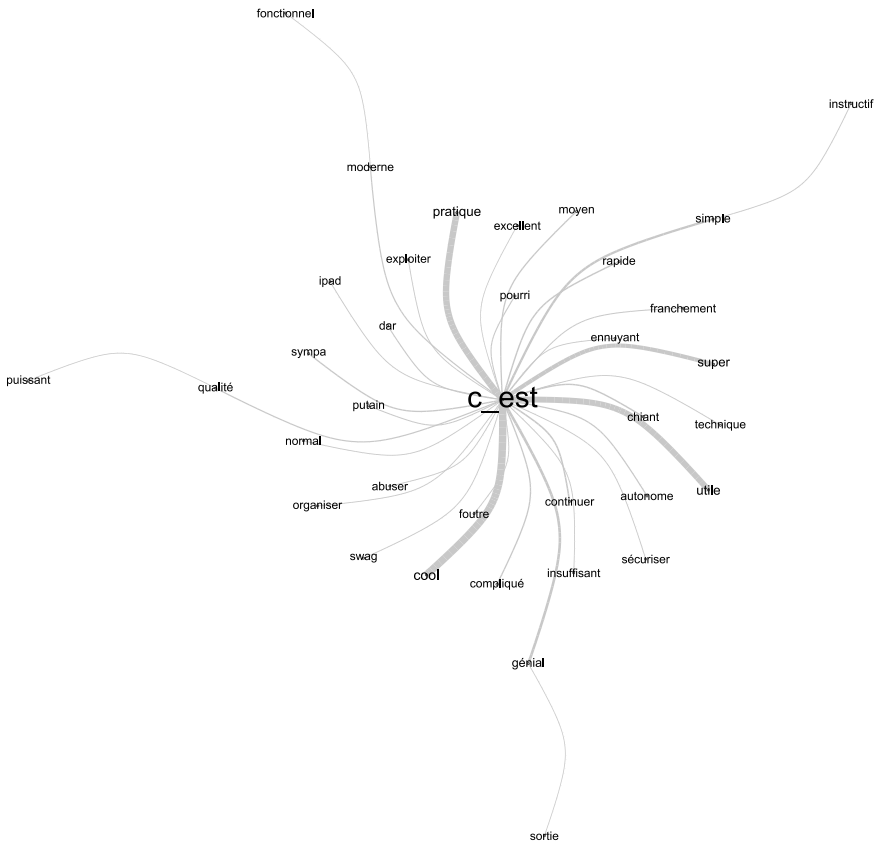 fonctionnel
instructif
moderne
pratique
moyen
simple
excellent
exploiter
rapide
ipad
pourri
franchement
dar
ennuyant
sympa
super
puissant
qualité
c_est
putain
chiant
technique
normal
abuser
utile
organiser
continuer
autonome
foutre
swag
cool
compliqué
insuffisant
sécuriser
génial
sortie